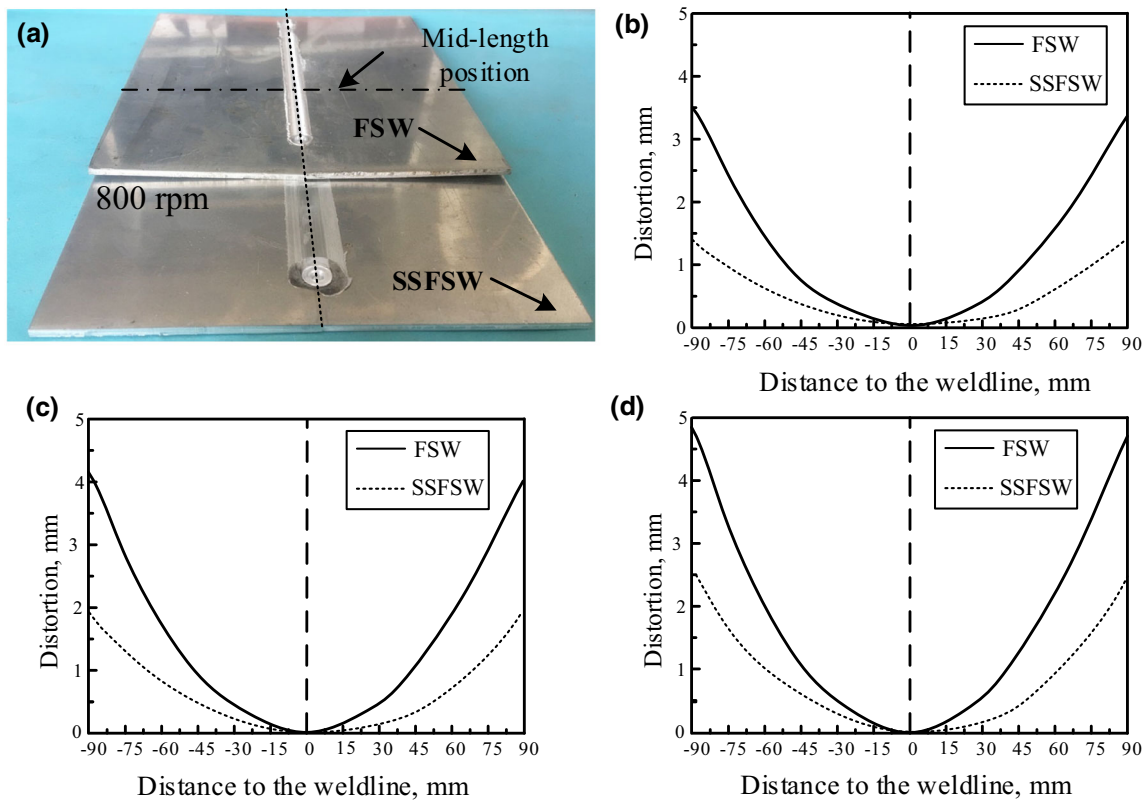 (a)
Mid-length
position
FSW
800 rpm
SSFSW
(b)
5
4
3
2
1
0
Distortion, mm
FSW
SSFSW
-90 -75 -60 -45 -30 -15 0 15 30 45 60 75 90
Distance to the weldline, mm
(c)
5
4
3
2
1
0
Distortion, mm
FSW
SSFSW
-90 -75 -60 -45 -30 -15 0 15 30 45 60 75 90
Distance to the weldline, mm
(d)
5
4
3
2
1
0
Distortion, mm
FSW
SSFSW
-90 -75 -60 -45 -30 -15 0 15 30 45 60 75 90
Distance to the weldline, mm